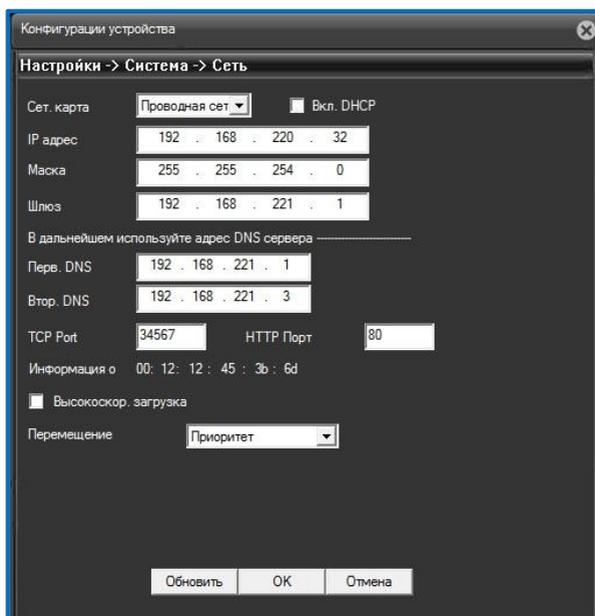 Конфигурации устройства
Настройки -> Система -> Сеть
Сет. карта Проводная сет Вкл. DHCP
IP адрес 192 . 168 . 220 . 32
Маска 255 . 255 . 254 . 0
Шлюз 192 . 168 . 221 . 1
В дальнейшем используйте адрес DNS сервера ---------------------------
Перв. DNS 192 . 168 . 221 . 1
Втор. DNS 192 . 168 . 221 . 3
TCP Port 34567 HTTP Порт 80
Информация о 00: 12: 12 : 45 : 3b : 6d
Высокоскор. загрузка
Перемещение Приоритет
Обновить OK Отмена